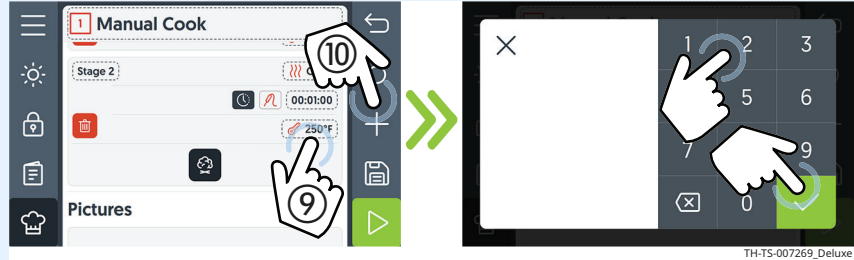 1 Manual Cook
10
Stage 2
00:01:00
250°F
9
Pictures
1 2 3
5 6
7 9
0
TH-TS-007269_Deluxe